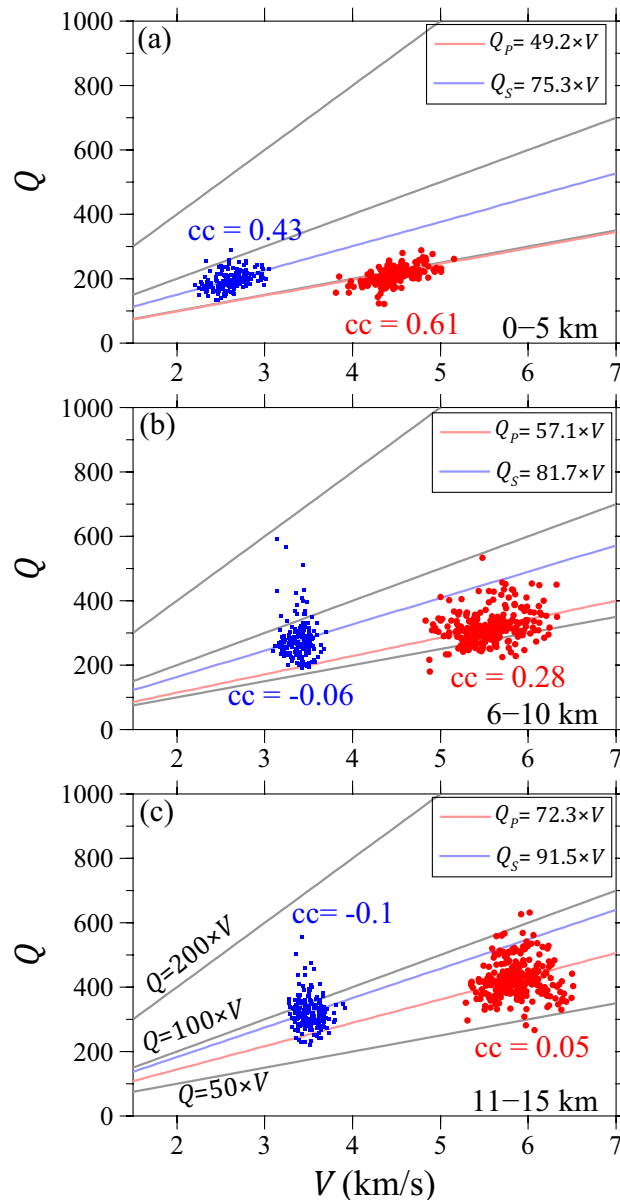 (a)
Q_P= 49.2×V
Q_S= 75.3×V
1000
800
600
400
200
0
Q
cc = 0.43
cc = 0.61
0−5 km
2 3 4 5 6 7
(b)
Q_P= 57.1×V
Q_S= 81.7×V
1000
800
600
400
200
0
Q
cc = -0.06
cc = 0.28
6−10 km
2 3 4 5 6 7
(c)
Q_P= 72.3×V
Q_S= 91.5×V
1000
800
600
400
200
0
Q
cc= -0.1
Q=200×V
Q=100×V
Q=50×V
cc = 0.05
11−15 km
2 3 4 5 6 7
V (km/s)